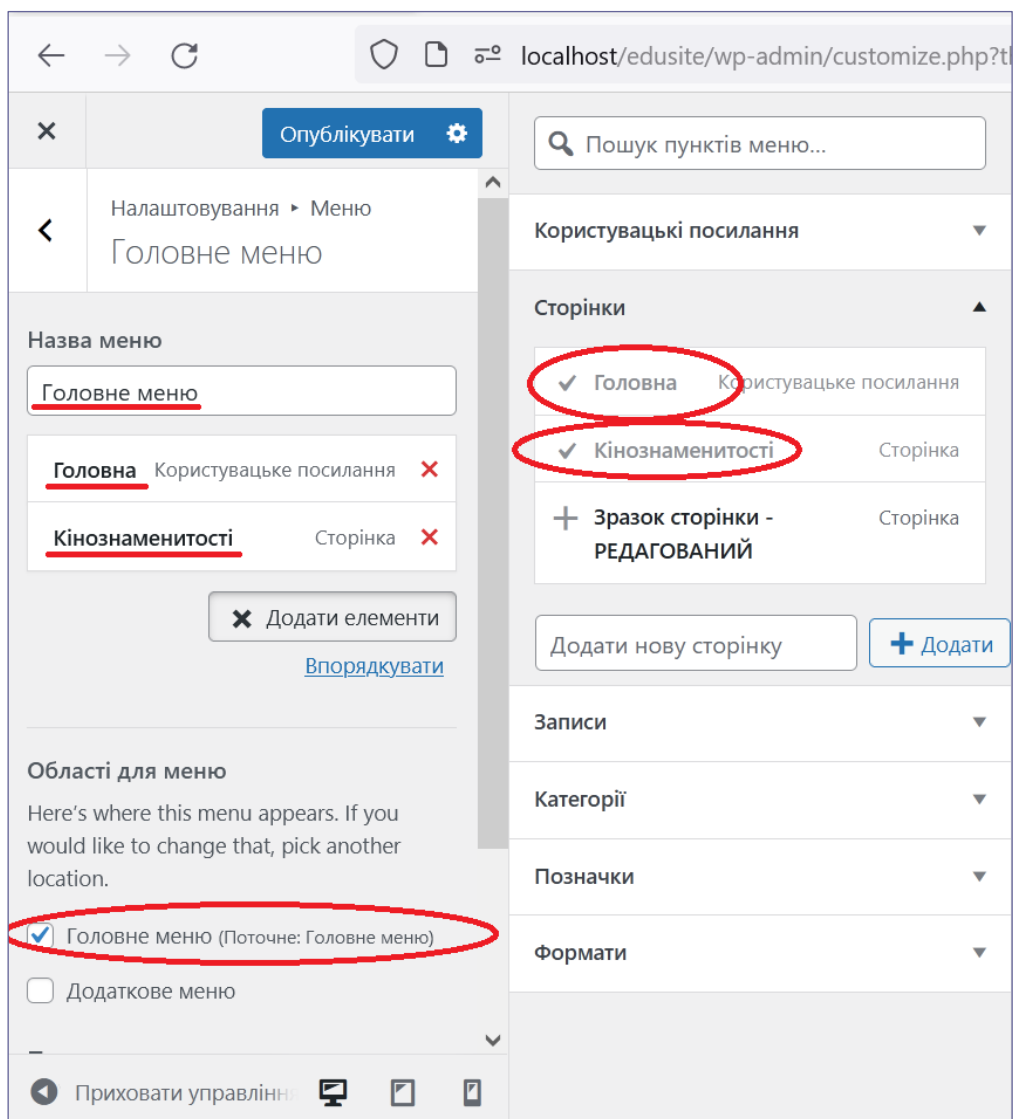 localhost/edusite/wp-admin/customize.php?tl
Опублікувати
Налаштовування ▸ Меню
Головне меню
Назва меню
Головне меню
Головна Користувацьке посилання
Кінознаменитості Сторінка
Додати елементи
Впорядкувати
Області для меню
Here's where this menu appears. If you
would like to change that, pick another
location.
Головне меню (Поточне: Головне меню)
Додаткове меню
Приховати управління
Пошук пунктів меню...
Користувацькі посилання
Сторінки
Головна Користувацьке посилання
Кінознаменитості Сторінка
Зразок сторінки - Сторінка
РЕДАГОВАНИЙ
Додати нову сторінку Додати
Записи
Категорії
Позначки
Формати